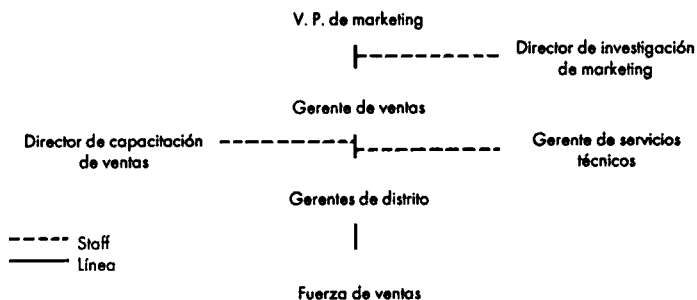 V. P. de marketing
Director de investigación
de marketing
Gerente de ventas
Director de capacitación
de ventas
Gerente de servicios
técnicos
Gerentes de distrito
Staff
Línea
Fuerza de ventas